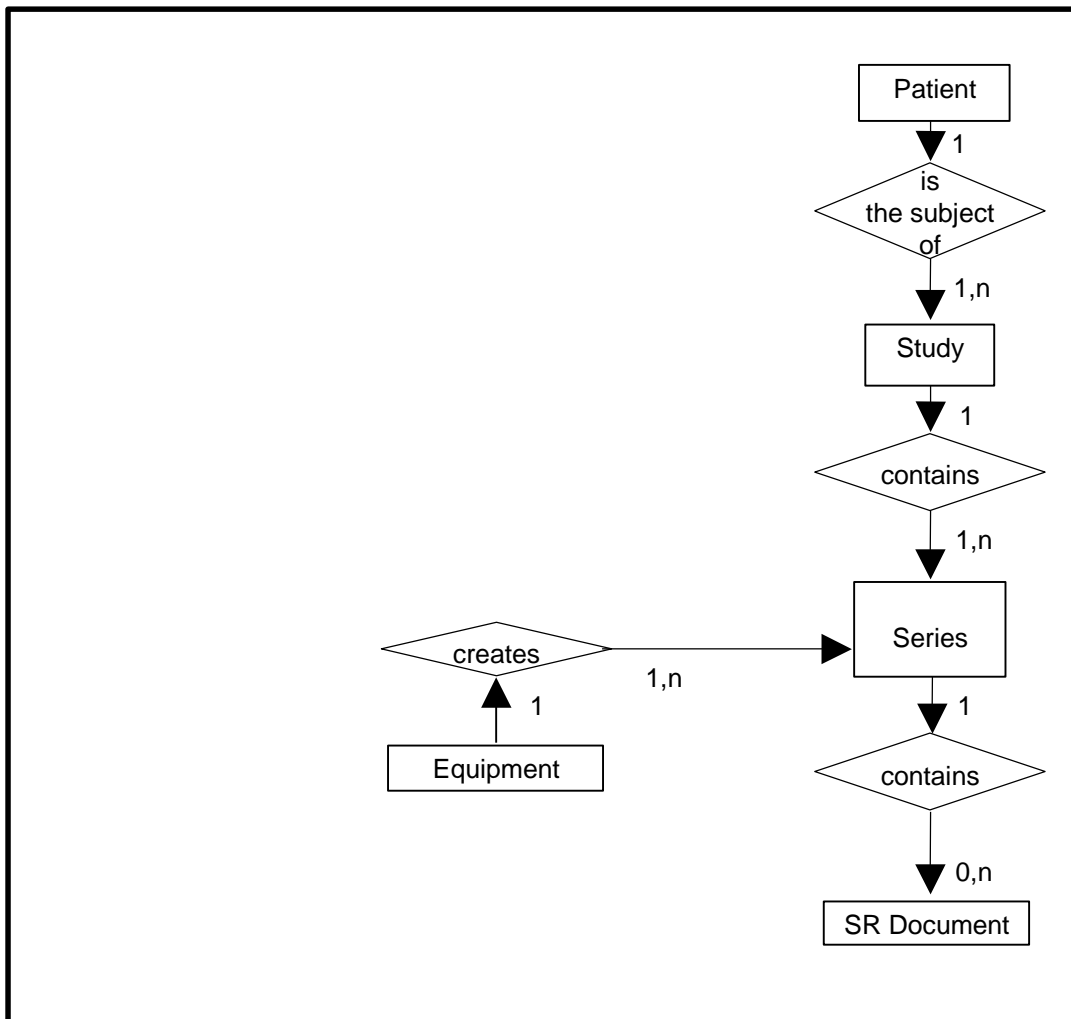 Patient
1
is
the subject
of
1,n
Study
1
contains
1,n
Series
creates
1,n
1
1
Equipment
contains
0,n
SR Document